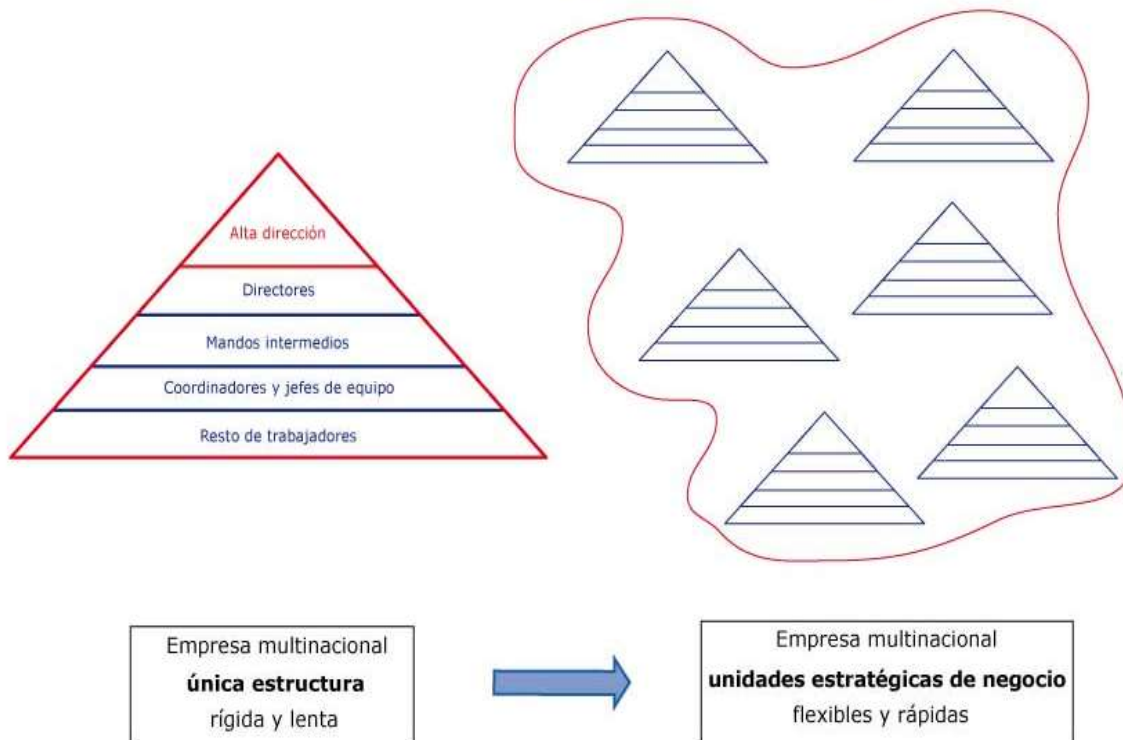 Alta dirección
Directores
Mandos intermedios
Coordinadores y jefes de equipo
Resto de trabajadores
Empresa multinacional
única estructura
rígida y lenta
Empresa multinacional
unidades estratégicas de negocio
flexibles y rápidas